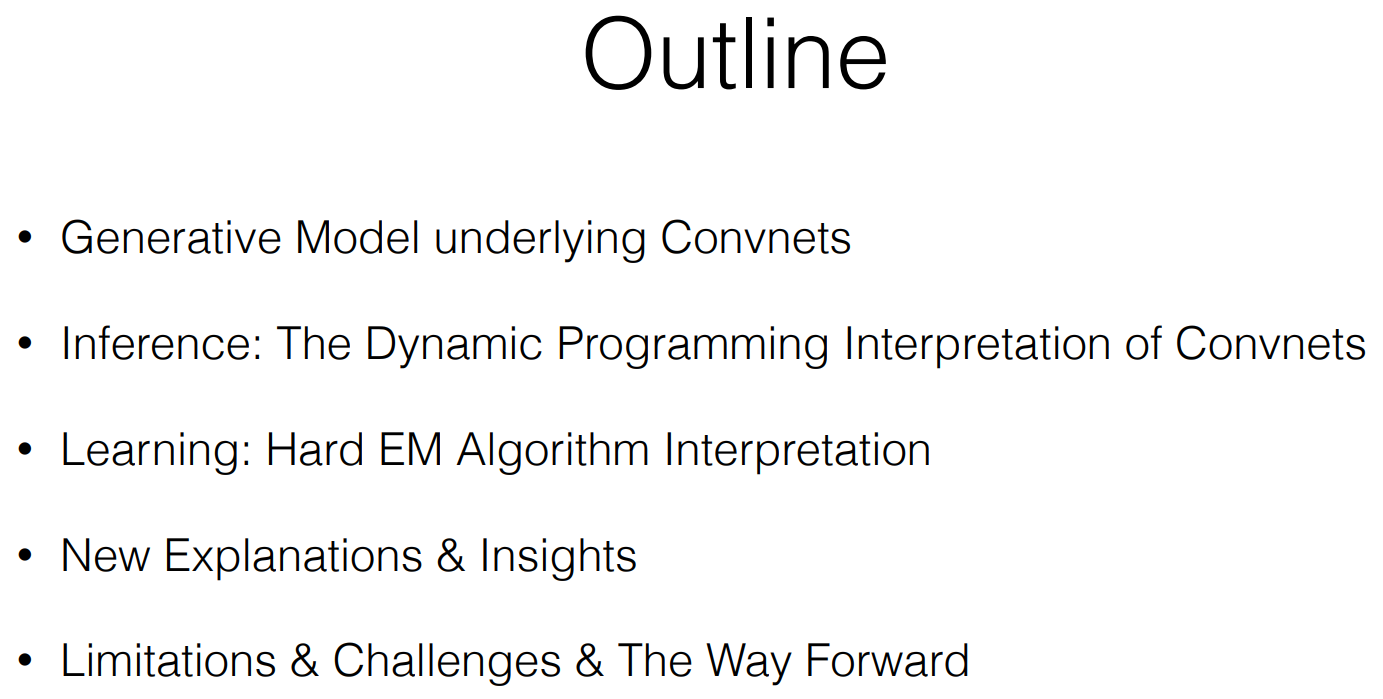 Outline
• Generative Model underlying Convnets
• Inference: The Dynamic Programming Interpretation of Convnets
• Learning: Hard EM Algorithm Interpretation
• New Explanations & Insights
• Limitations & Challenges & The Way Forward